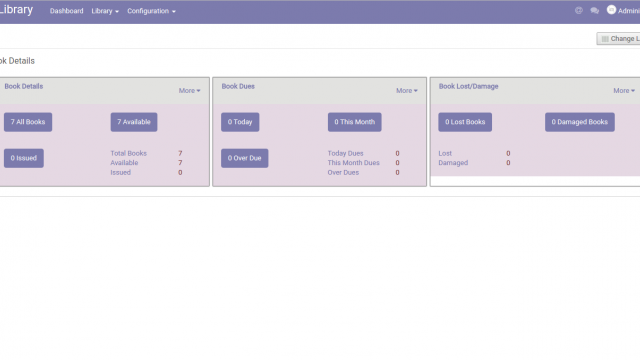 Library Dashboard Library Configuration
Change L
ok Details
Book Details More
7 All Books 7 Available
0 Issued
Total Books 7
Available 7
Issued 0
Book Dues More
0 Today 0 This Month
0 Over Due
Today Dues 0
This Month Dues 0
Over Dues 0
Book Lost/Damage More
0 Lost Books 0 Damaged Books
Lost 0
Damaged 0